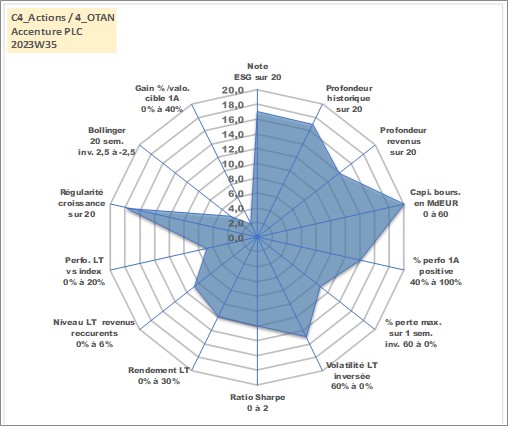 C4_Actions / 4_OTAN
Accenture PLC
2023W35
Note
ESG sur 20
Profondeur
historique
sur 20
Profondeur
revenus
sur 20
Capi. bours.
en MdEUR
0 à 60
% perfo 1A
positive
40% à 100%
% perte max.
sur 1 sem.
inv. 60 à 0%
Volatilité LT
inversée
60% à 0%
Ratio Sharpe
0 à 2
Rendement LT
0% à 30%
Niveau LT revenus
reccurents
0% à 6%
Perfo. LT
vs index
0% à 20%
Régularité
croissance
sur 20
Bollinger
20 sem.
inv. 2,5 à -2,5
Gain % /valo.
cible 1A
0% à 40%
20,0
18,0
16,0
14,0
12,0
10,0
8,0
6,0
4,0
2,0
0,0